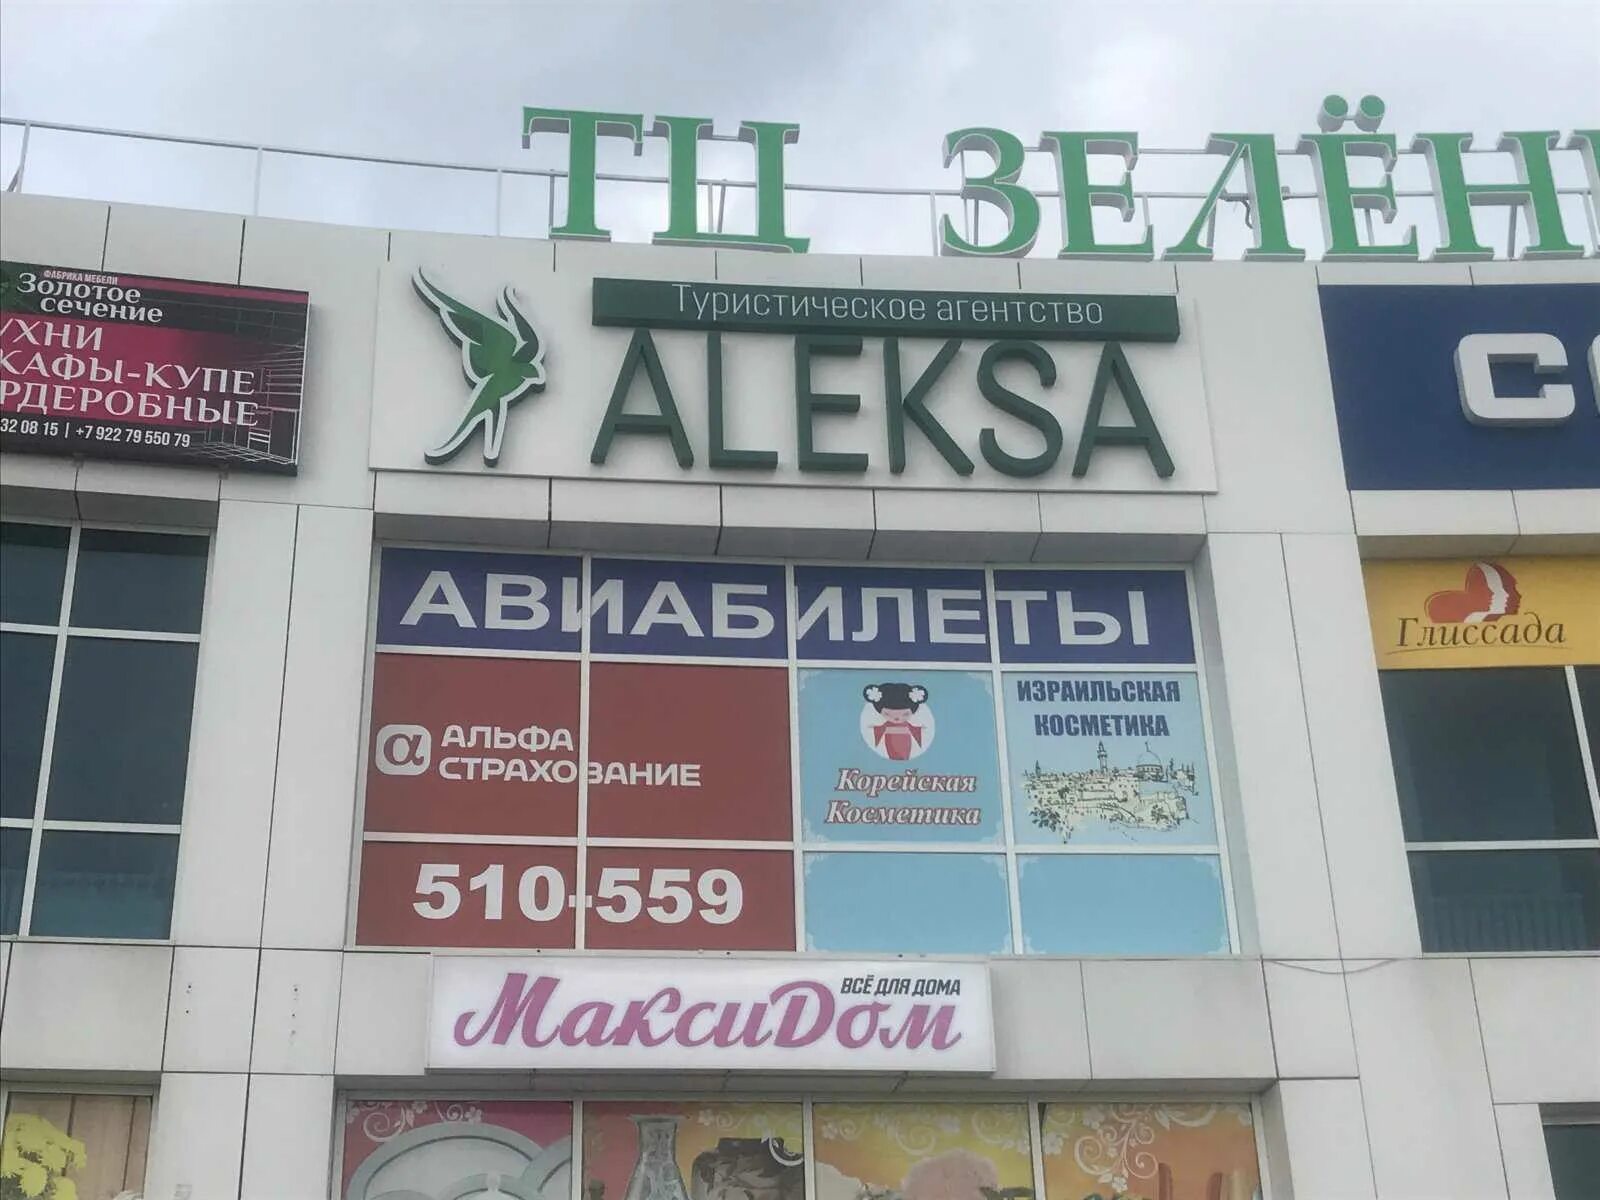 ТЦ ЗЕЛЁН
ФАБРИКА МЕБЕЛИ
Золотое
сечение
УХНИ
КАФЫ-КУПЕ
РДЕРОБНЫЕ
32 08 15 | +7 922 79 550 79
Туристическое агентство
ALEKSA
С
Глиссада
АВИАБИЛЕТЫ
АЛЬФА
СТРАХОВАНИЕ
510-559
Корейская
Косметика
ИЗРАИЛЬСКАЯ
КОСМЕТИКА
ВСЁ ДЛЯ ДОМА
МаксиДом